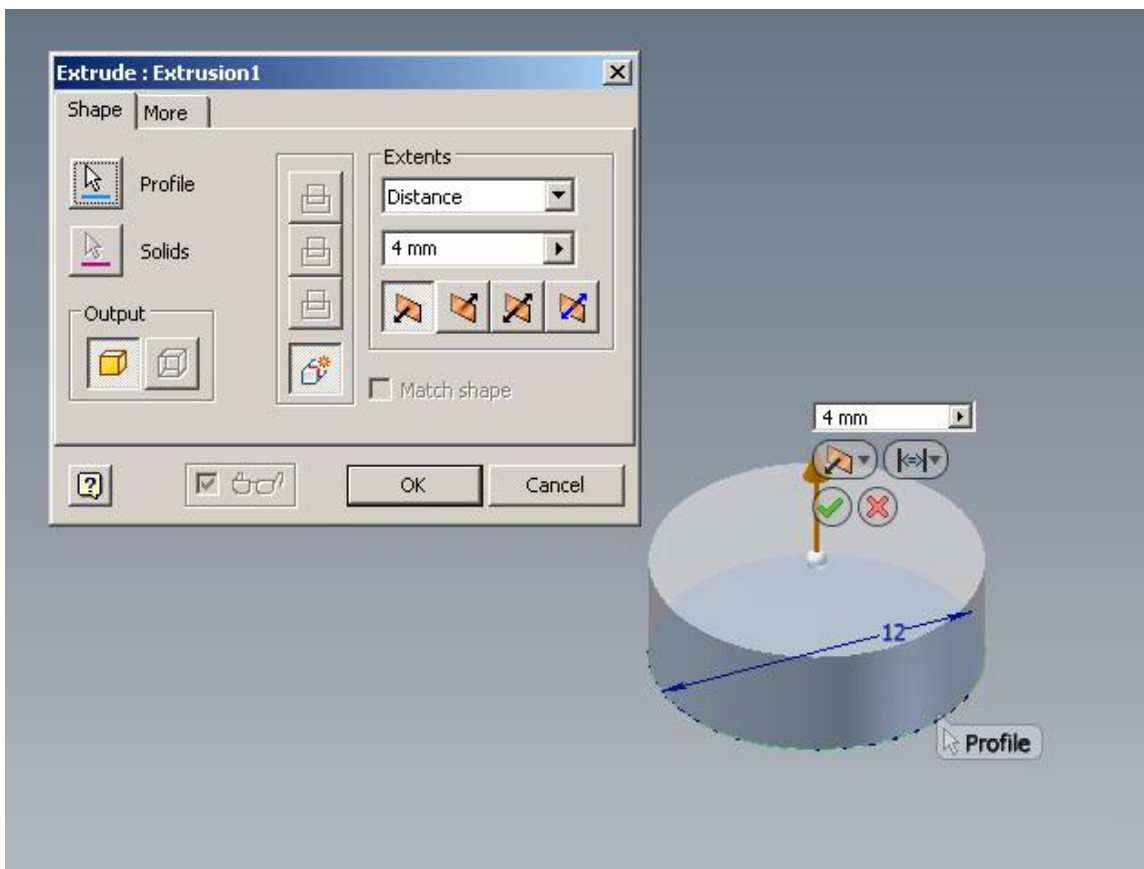 Extrude : Extrusion1
Shape
More
Profile
Solids
Output
Extents
Distance
4 mm
Match shape
OK
Cancel
4 mm
12
Profile